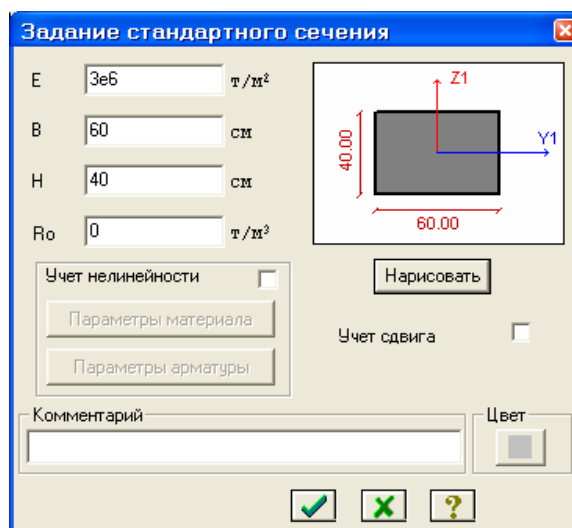 Задание стандартного сечения
E 3e6 т/м²
Z1
B 60 см
Y1
40.00
H 40 см
60.00
Ro 0 т/м³
Учет нелинейности
Нарисовать
Параметры материала
Учет сдвига
Параметры арматуры
Комментарий
Цвет
?